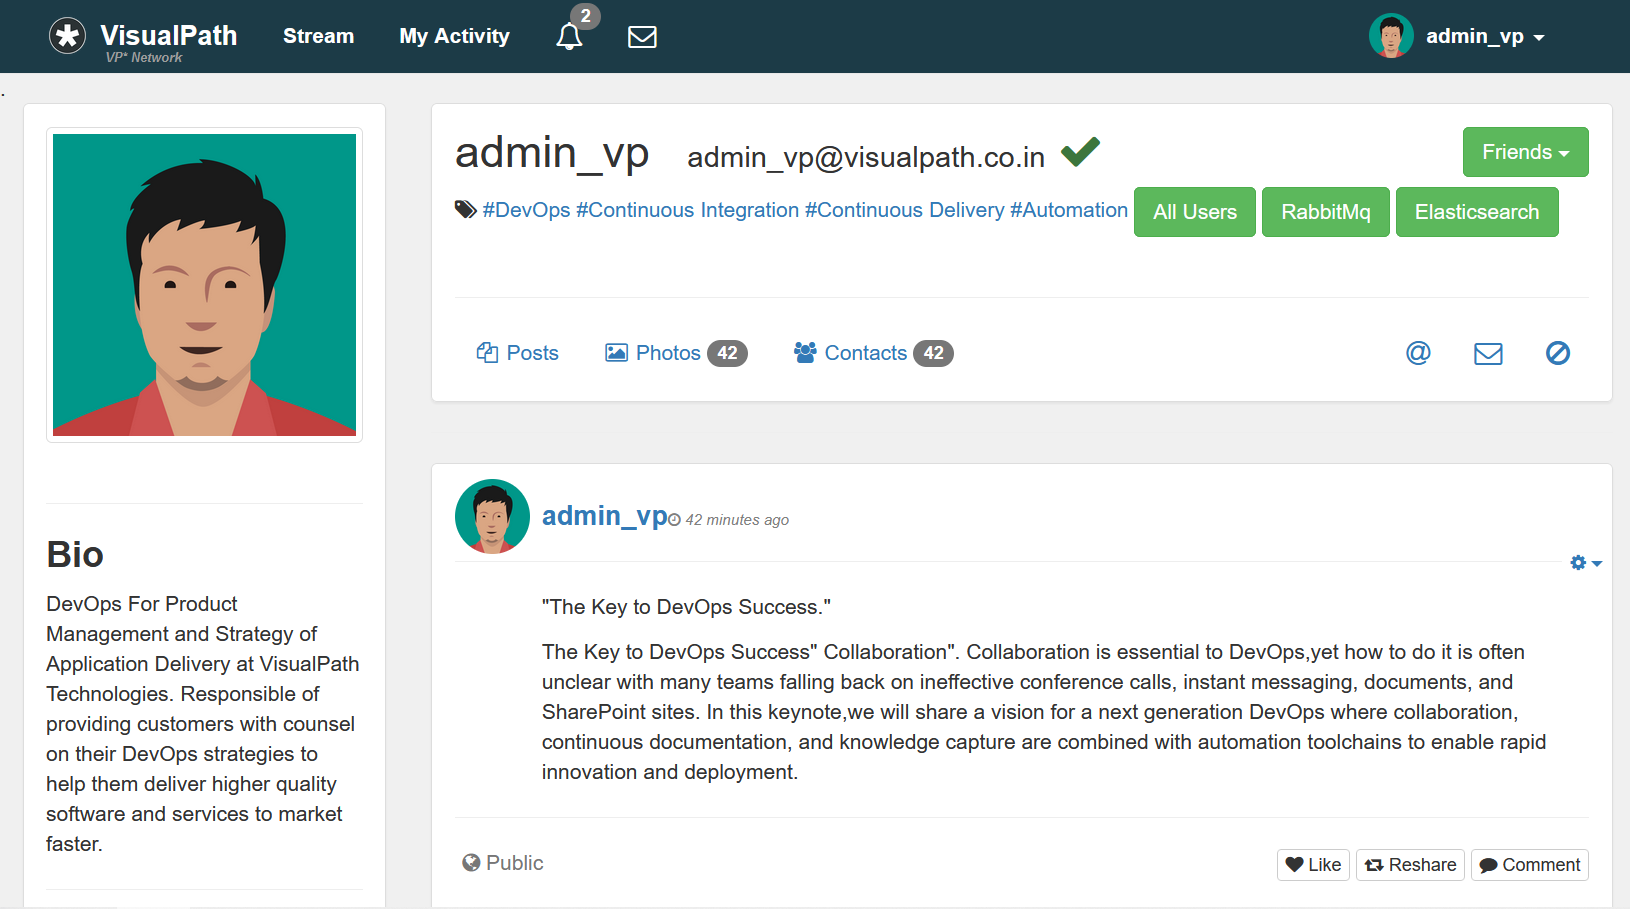 VisualPath
VP* Network
Stream
My Activity
2
admin_vp
.
admin_vp
admin_vp@visualpath.co.in
Friends
#DevOps #Continuous Integration #Continuous Delivery #Automation
All Users
RabbitMq
Elasticsearch
Posts
Photos 42
Contacts 42
@
Bio
DevOps For Product
Management and Strategy of
Application Delivery at VisualPath
Technologies. Responsible of
providing customers with counsel
on their DevOps strategies to
help them deliver higher quality
software and services to market
faster.
admin_vp
42 minutes ago
"The Key to DevOps Success."
The Key to DevOps Success" Collaboration". Collaboration is essential to DevOps,yet how to do it is often
unclear with many teams falling back on ineffective conference calls, instant messaging, documents, and
SharePoint sites. In this keynote,we will share a vision for a next generation DevOps where collaboration,
continuous documentation, and knowledge capture are combined with automation toolchains to enable rapid
innovation and deployment.
Public
Like
Reshare
Comment